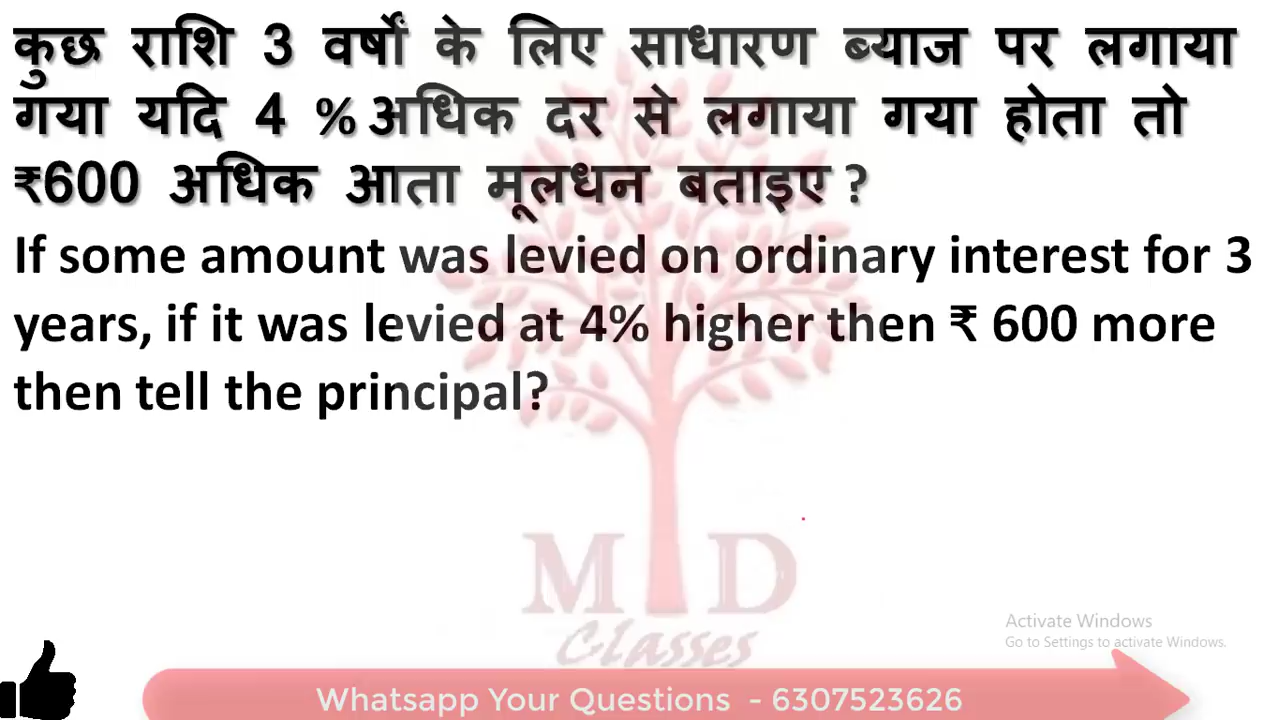 कुछ राशि 3 वर्षों के लिए साधारण ब्याज पर लगाया
गया यदि 4 % अधिक दर से लगाया गया होता तो
₹600 अधिक आता मूलधन बताइए ?
If some amount was levied on ordinary interest for 3
years, if it was levied at 4% higher then ₹ 600 more
then tell the principal?
M D
Classes
Activate Windows
Go to Settings to activate Windows.
Whatsapp Your Questions - 6307523626